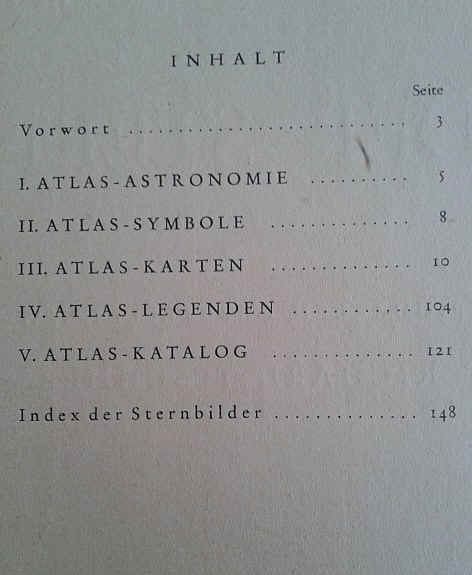 INHALT
Seite
Vorwort ........................... 3
I. ATLAS-ASTRONOMIE .......... 5
II. ATLAS-SYMBOLE .............. 8
III. ATLAS-KARTEN .............. 10
IV. ATLAS-LEGENDEN ............ 104
V. ATLAS-KATALOG .............. 121
Index der Sternbilder .............. 148